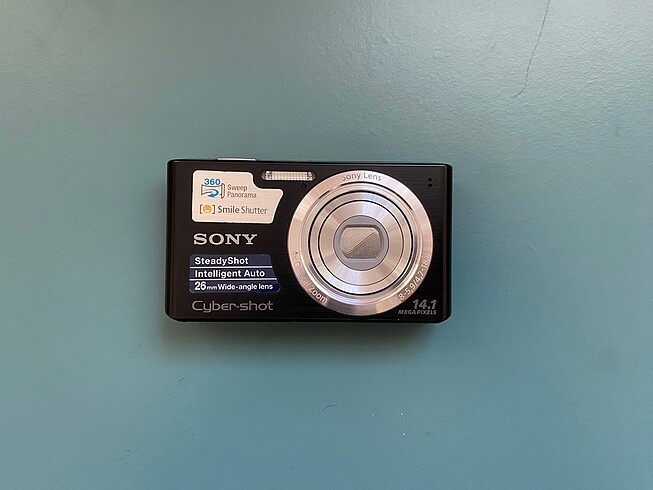 360
Sweep
Panorama
Smile Shutter
SONY
SteadyShot
Intelligent Auto
26mm Wide-angle lens
Cyber-shot
Sony Lens
zoom
14.1
MEGA PIXELS